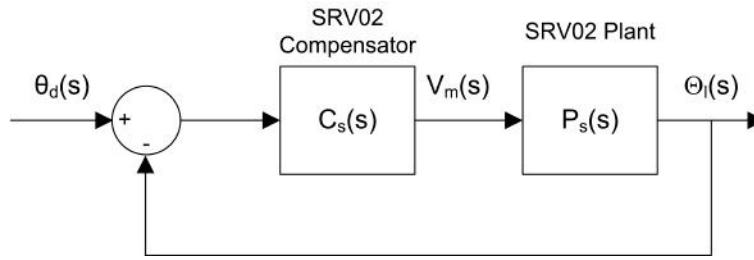 SRV02
Compensator
SRV02 Plant
θd(s)
+
-
Cs(s)
Vm(s)
Ps(s)
Θl(s)